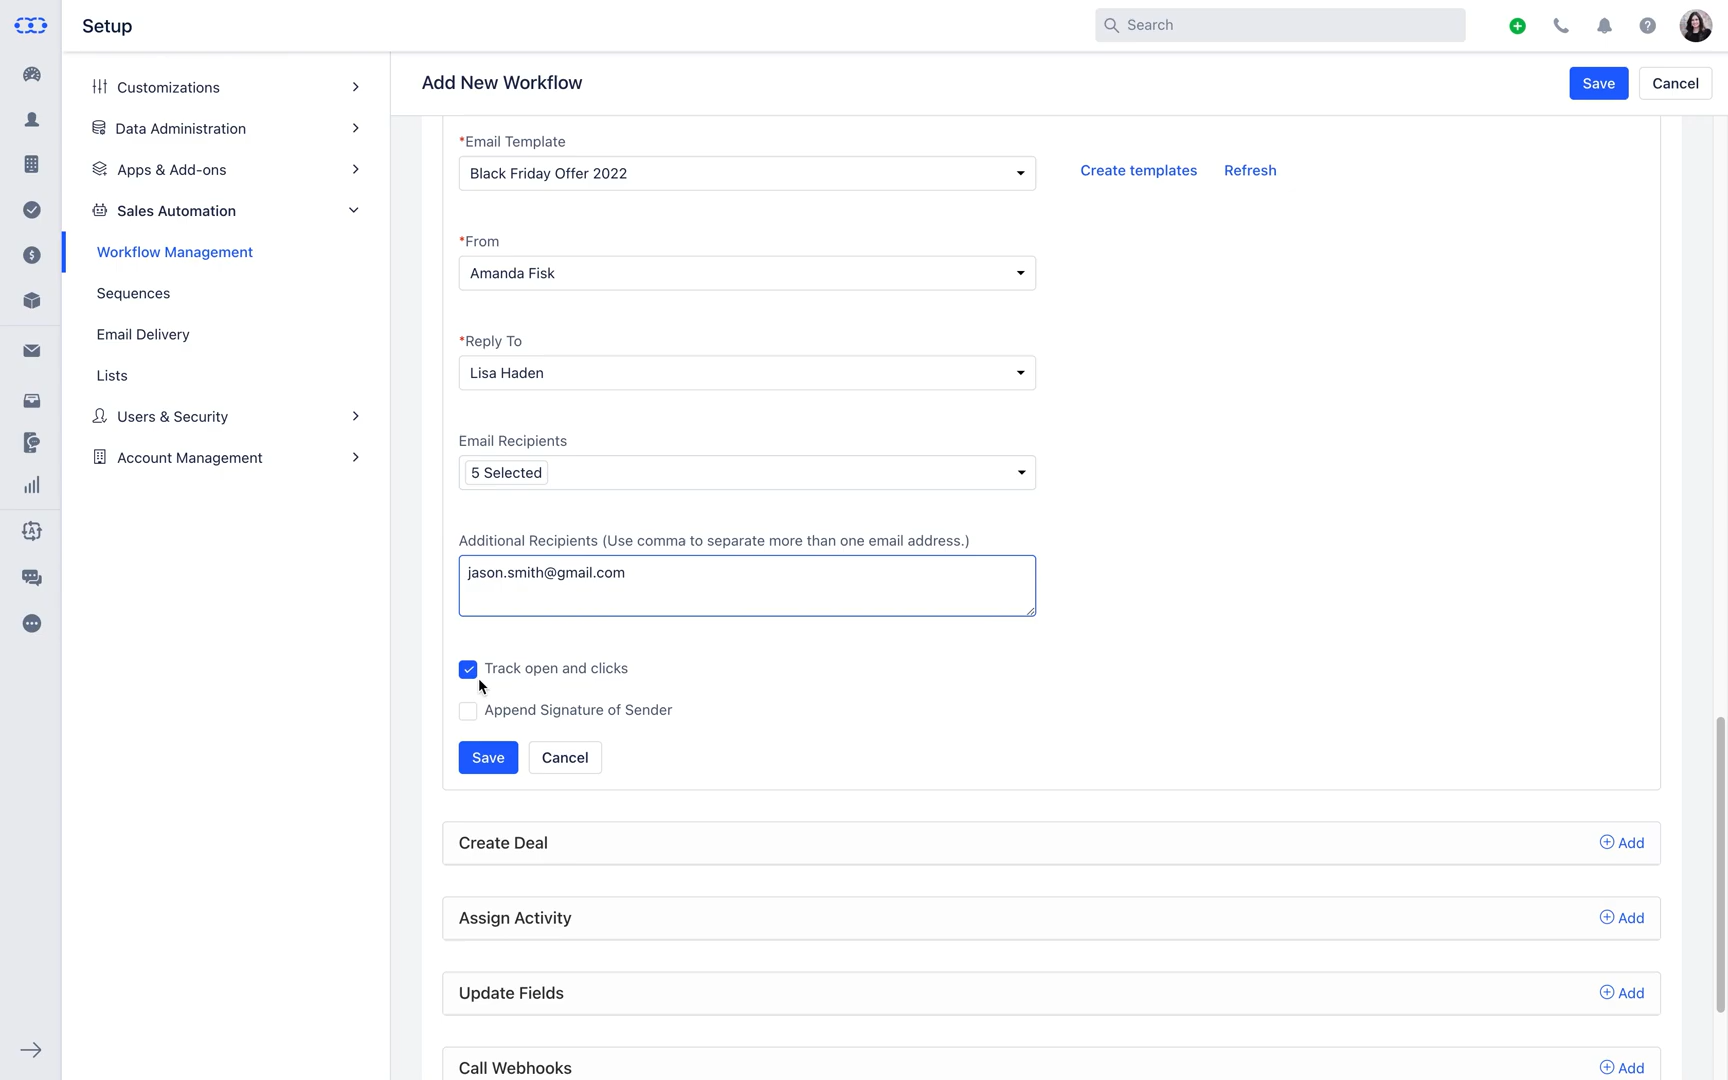 Setup
Search
Customizations
Data Administration
Apps & Add-ons
Sales Automation
Workflow Management
Sequences
Email Delivery
Lists
Users & Security
Account Management
Add New Workflow
Save
Cancel
*Email Template
Black Friday Offer 2022
Create templates
Refresh
*From
Amanda Fisk
*Reply To
Lisa Haden
Email Recipients
5 Selected
Additional Recipients (Use comma to separate more than one email address.)
jason.smith@gmail.com
Track open and clicks
Append Signature of Sender
Save
Cancel
Create Deal
Add
Assign Activity
Add
Update Fields
Add
Call Webhooks
Add